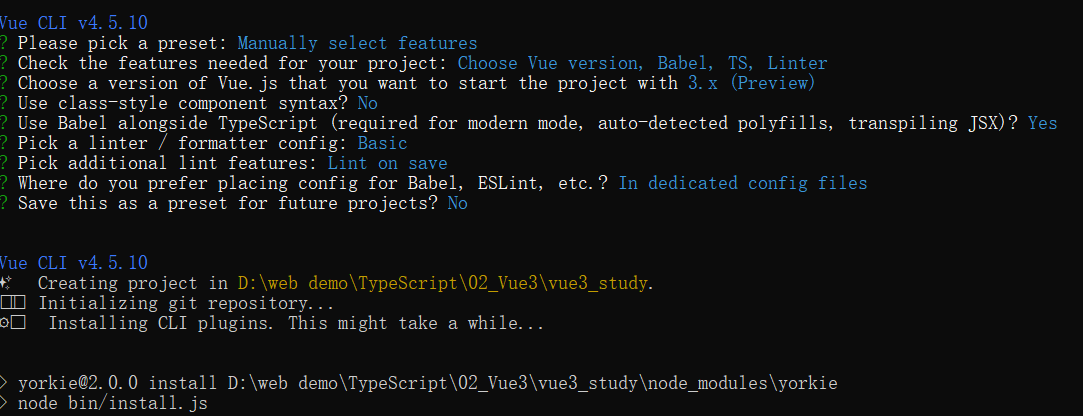 Vue CLI v4.5.10
? Please pick a preset: Manually select features
? Check the features needed for your project: Choose Vue version, Babel, TS, Linter
? Choose a version of Vue.js that you want to start the project with 3.x (Preview)
? Use class-style component syntax? No
? Use Babel alongside TypeScript (required for modern mode, auto-detected polyfills, transpiling JSX)? Yes
? Pick a linter / formatter config: Basic
? Pick additional lint features: Lint on save
? Where do you prefer placing config for Babel, ESLint, etc.? In dedicated config files
? Save this as a preset for future projects? No
Vue CLI v4.5.10
✨ Creating project in D:\web demo\TypeScript\02_Vue3\vue3_study.
Initializing git repository...
⚙ Installing CLI plugins. This might take a while...
> yorkie@2.0.0 install D:\web demo\TypeScript\02_Vue3\vue3_study\node_modules\yorkie
> node bin/install.js